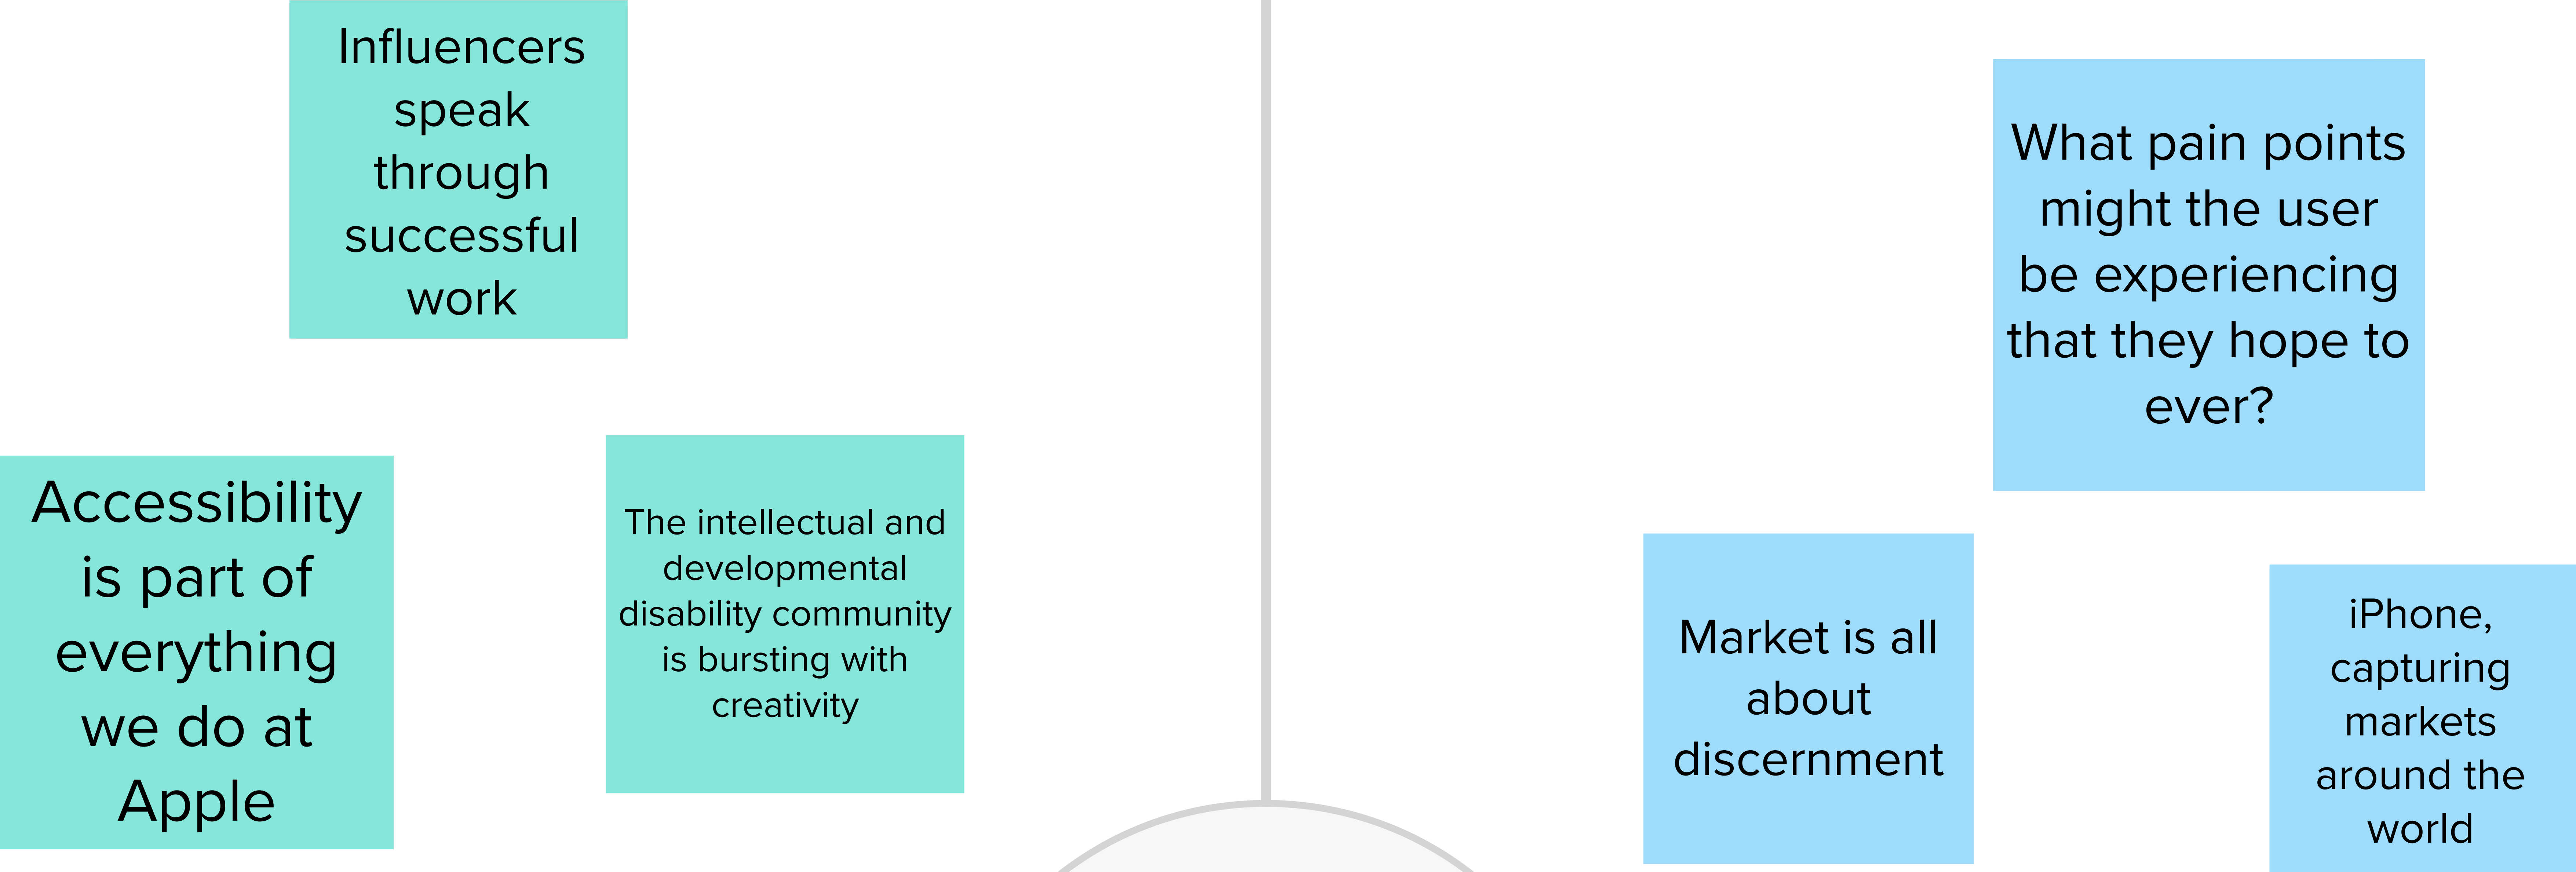 Influencers
speak
through
successful
work
Accessibility
is part of
everything
we do at
Apple
The intellectual and
developmental
disability community
is bursting with
creativity
What pain points
might the user
be experiencing
that they hope to
ever?
Market is all
about
discernment
iPhone,
capturing
markets
around the
world